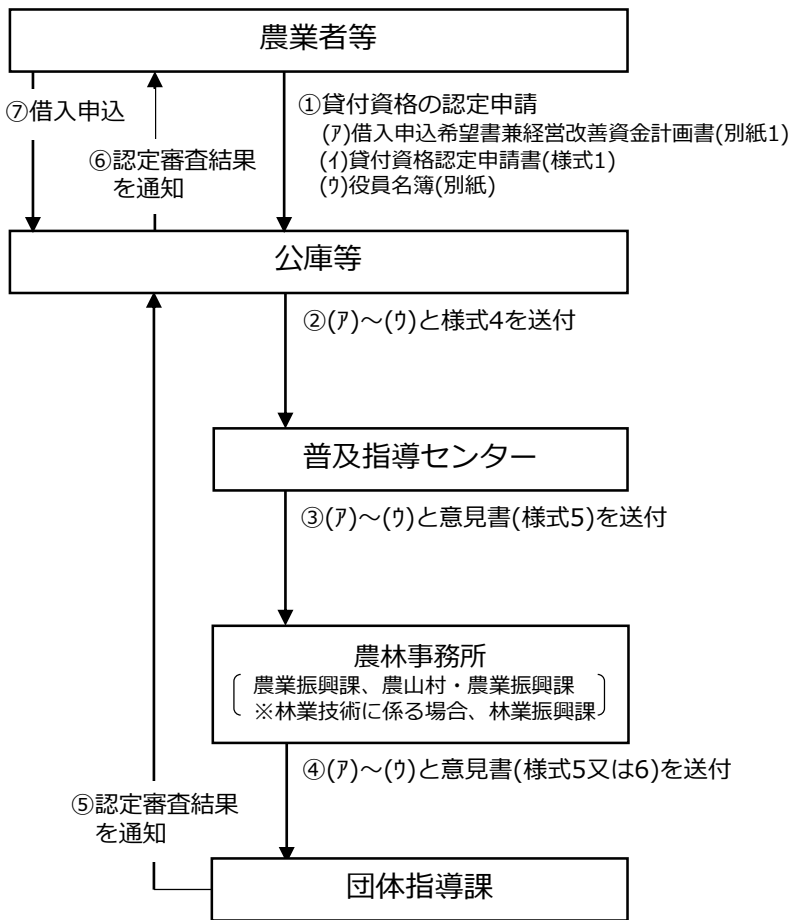 農業者等
⑦借入申込
⑥認定審査結果
を通知
①貸付資格の認定申請
(ｱ)借入申込希望書兼経営改善資金計画書(別紙1)
(ｲ)貸付資格認定申請書(様式1)
(ｳ)役員名簿(別紙)
公庫等
②(ｱ)～(ｳ)と様式4を送付
普及指導センター
③(ｱ)～(ｳ)と意見書(様式5)を送付
農林事務所
農業振興課、農山村・農業振興課
※林業技術に係る場合、林業振興課
④(ｱ)～(ｳ)と意見書(様式5又は6)を送付
⑤認定審査結果
を通知
団体指導課